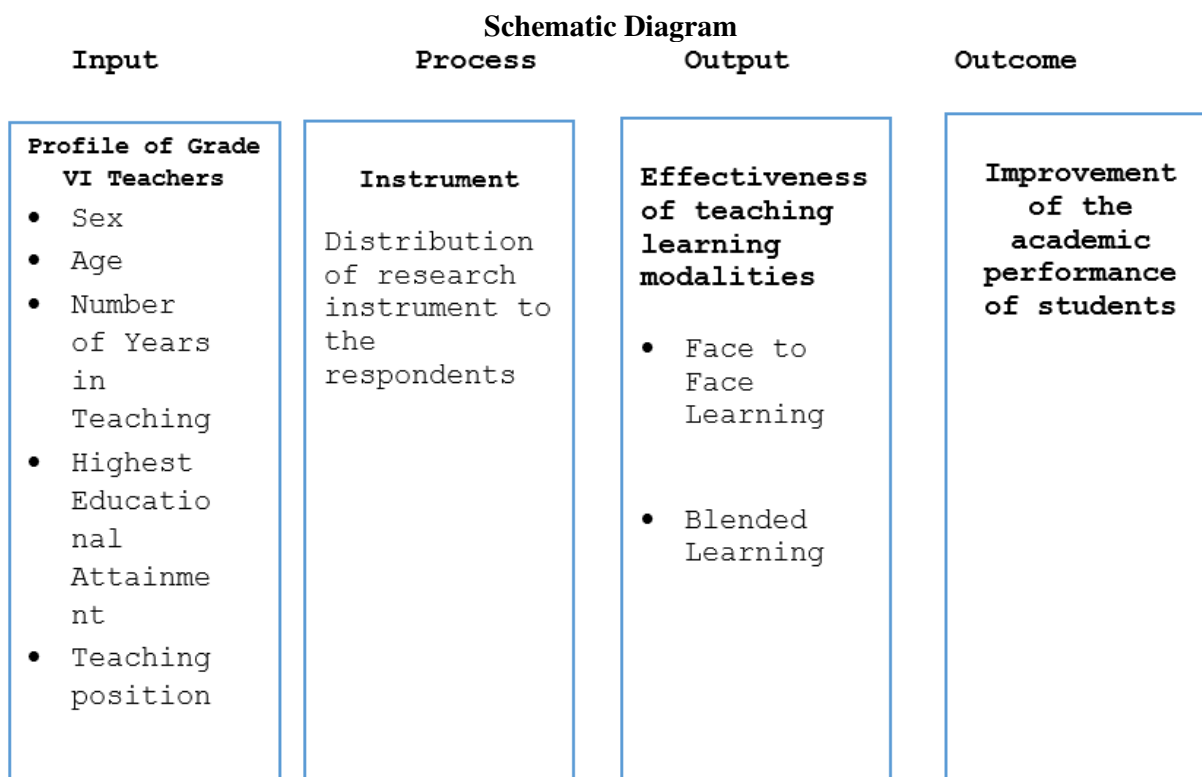 Schematic Diagram
Input Process Output Outcome
Profile of Grade
VI Teachers
• Sex
• Age
• Number
of Years
in
Teaching
• Highest
Educatio
nal
Attainme
nt
• Teaching
position
Instrument
Distribution
of research
instrument to
the
respondents
Effectiveness
of teaching
learning
modalities
• Face to
Face
Learning
• Blended
Learning
Improvement
of the
academic
performance
of students